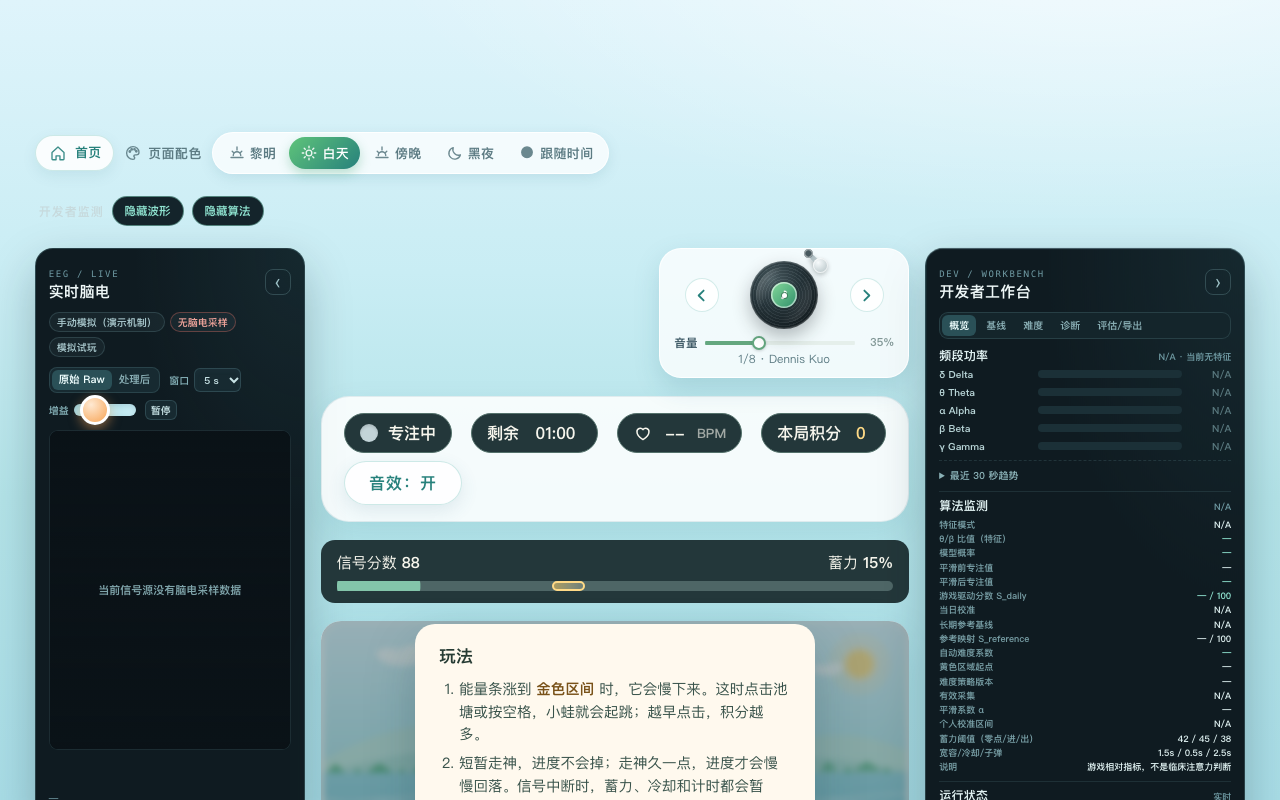 首页 页面配色 黎明 白天 傍晚 黑夜 跟随时间
开发者监测 隐藏波形 隐藏算法
EEG / LIVE
实时脑电
手动模拟（演示机制） 无脑电采样
模拟试玩
原始 Raw 处理后 窗口 5 s
增益 暂停
当前信号源没有脑电采样数据
音量 35%
1/8 · Dennis Kuo
专注中 剩余 01:00 -- BPM 本局积分 0
音效：开
信号分数 88 蓄力 15%
玩法
1. 能量条涨到 金色区间 时，它会慢下来。这时点击池
塘或按空格，小蛙就会起跳；越早点击，积分越
多。
2. 短暂走神，进度不会掉；走神久一点，进度才会慢
慢回落。信号中断时，蓄力、冷却和计时都会暂
DEV / WORKBENCH
开发者工作台
概览 基线 难度 诊断 评估/导出
频段功率 N/A · 当前无特征
δ Delta N/A
θ Theta N/A
α Alpha N/A
β Beta N/A
γ Gamma N/A
▶ 最近 30 秒趋势
算法监测 N/A
特征模式 N/A
θ/β 比值（特征） —
模型概率 —
平滑前专注值 —
平滑后专注值 —
游戏驱动分数 S_daily — / 100
当日校准 N/A
长期参考基线 N/A
参考映射 S_reference — / 100
自动难度系数 —
黄色区域起点 —
难度策略版本 —
有效采集 N/A
平滑系数 α —
个人校准区间 N/A
蓄力阈值（零点/进/出） 42 / 45 / 38
宽容/冷却/子弹 1.5s / 0.5s / 2.5s
说明 游戏相对指标，不是临床注意力判断
运行状态 实时